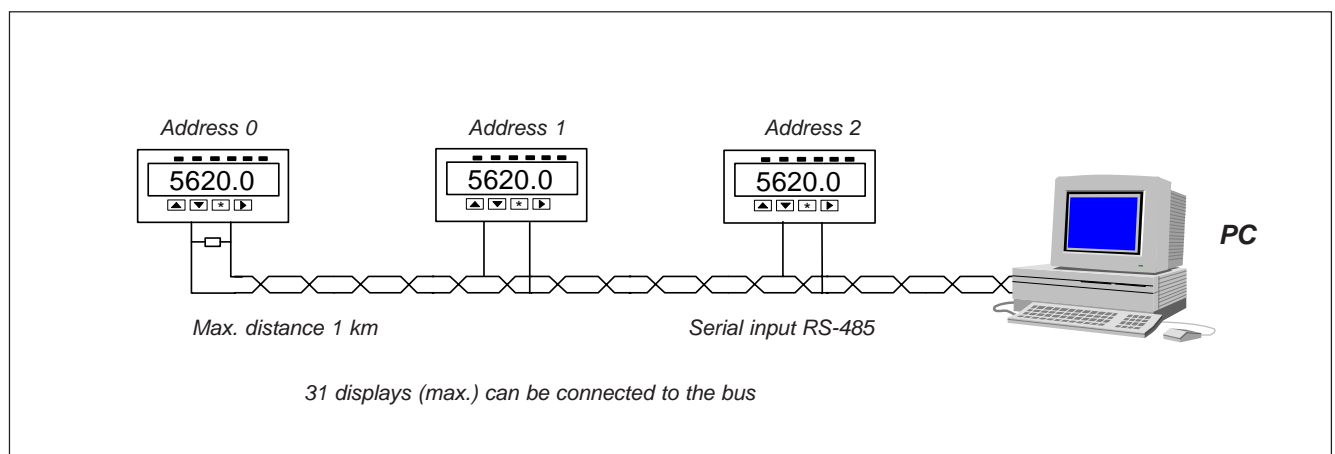 Address 0
Address 1
Address 2
5620.0
5620.0
5620.0
*
*
*
PC
Max. distance 1 km
Serial input RS-485
31 displays (max.) can be connected to the bus